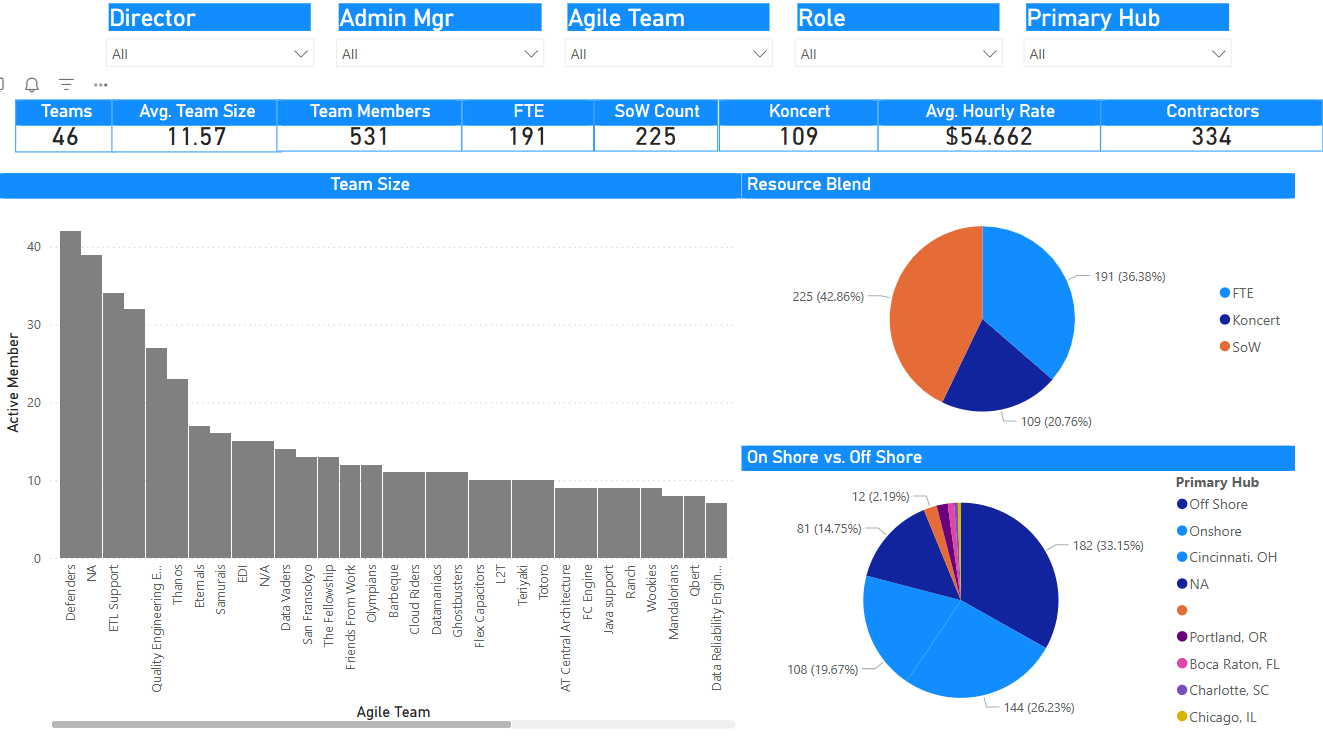 Director Admin Mgr Agile Team Role Primary Hub
All All All All All
Teams Avg. Team Size Team Members FTE SoW Count Koncert Avg. Hourly Rate Contractors
46 11.57 531 191 225 109 $54.662 334
Team Size
Active Member
40
30
20
10
0
Defenders
NA
ETL Support
Quality Engineering E...
Thanos
Eternals
Samurais
EDI
N/A
Data Vaders
San Fransokyo
The Fellowship
Friends From Work
Olympians
Barbeque
Cloud Riders
Datamaniacs
Ghostbusters
Flex Capacitors
L2T
Teriyaki
Totoro
AT Central Architecture
FC Engine
Java support
Ranch
Wookies
Mandalorians
Qbert
Data Reliability Engin...
Agile Team
Resource Blend
191 (36.38%)
225 (42.86%)
109 (20.76%)
FTE
Koncert
SoW
On Shore vs. Off Shore
12 (2.19%)
81 (14.75%)
182 (33.15%)
108 (19.67%)
144 (26.23%)
Primary Hub
Off Shore
Onshore
Cincinnati. OH
NA
Portland, OR
Boca Raton, FL
Charlotte, SC
Chicago, IL